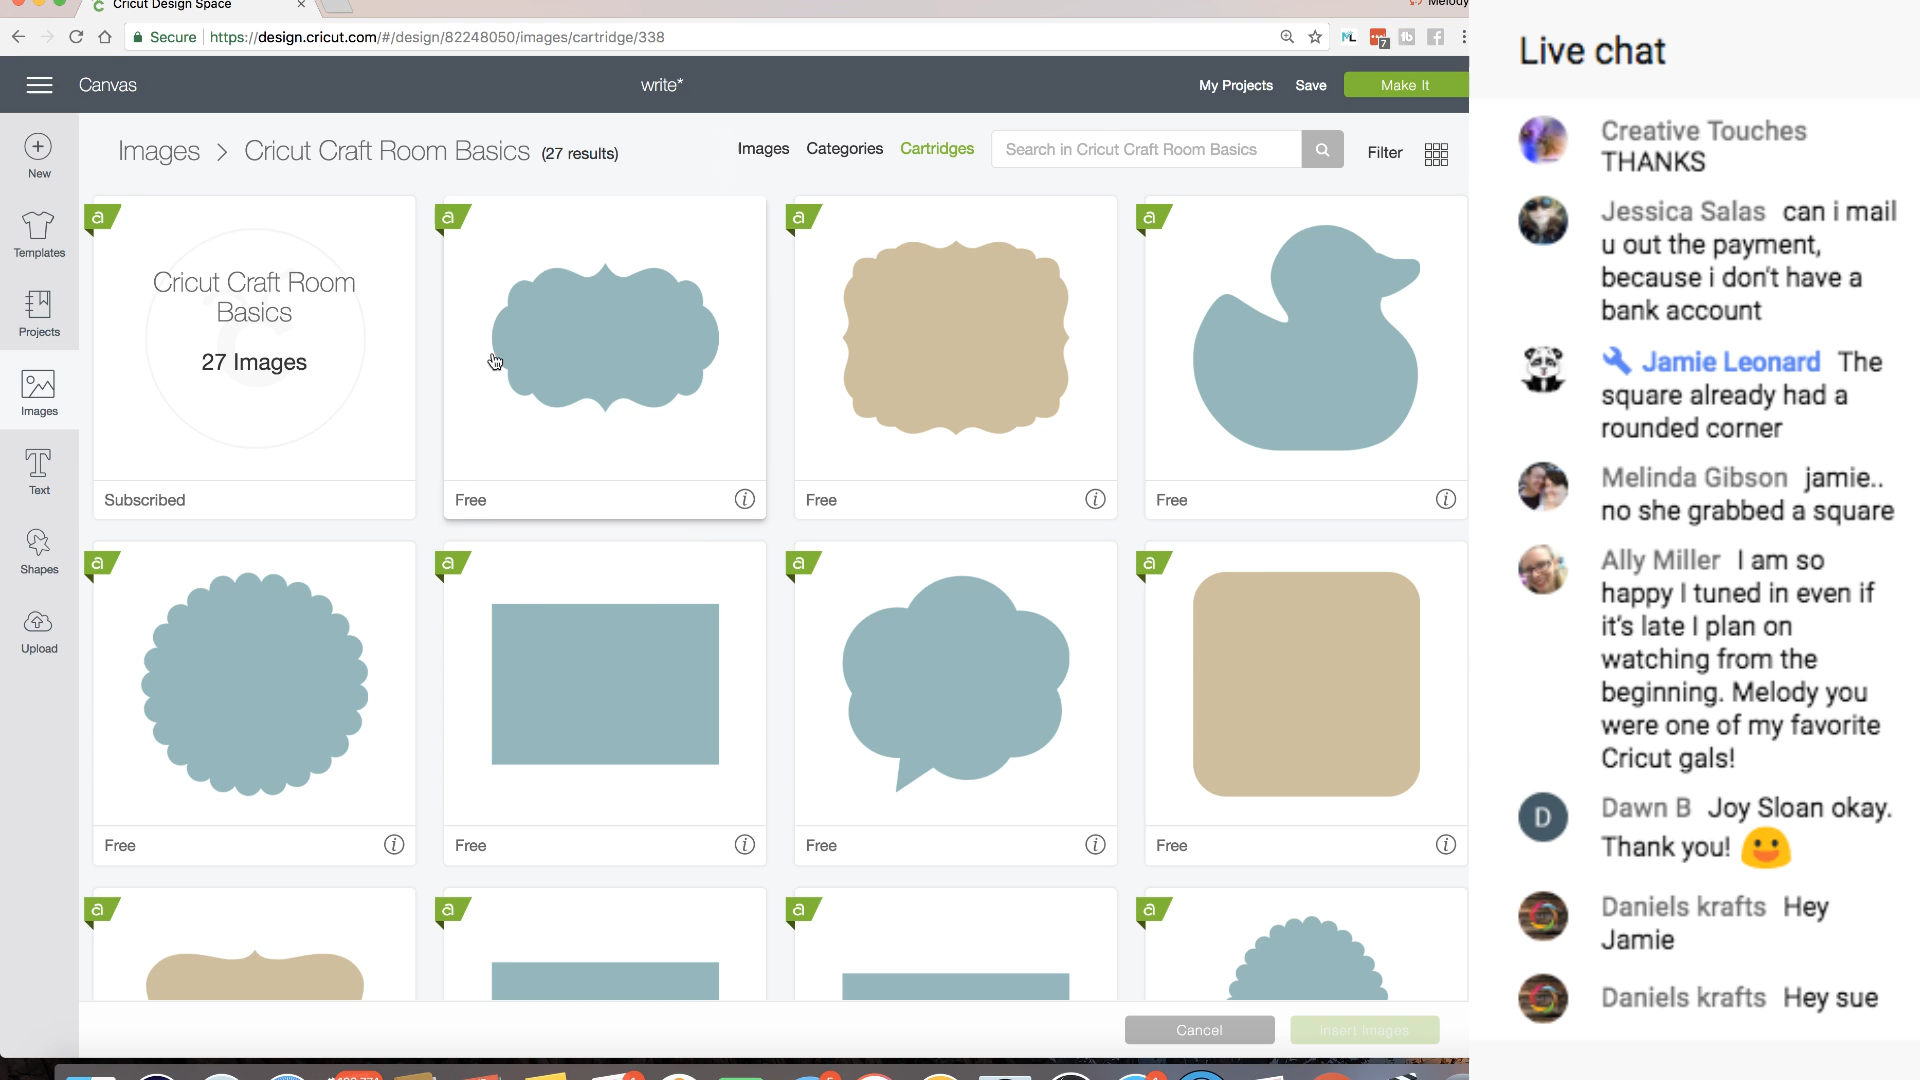 Cricut Design Space
Melody
Secure https://design.cricut.com/#/design/82248050/images/cartridge/338
ML
7
tb
Canvas
write*
My Projects
Save
Make It
New
Templates
Projects
Images
Text
Shapes
Upload
Images > Cricut Craft Room Basics (27 results)
Images
Categories
Cartridges
Search in Cricut Craft Room Basics
Filter
a
a
a
a
Cricut Craft Room
Basics
27 Images
Subscribed
Free
Free
Free
a
a
a
a
Free
Free
Free
Free
a
a
a
a
Cancel
Insert Images
Live chat
Creative Touches
THANKS
Jessica Salas can i mail
u out the payment,
because i don't have a
bank account
Jamie Leonard The
square already had a
rounded corner
Melinda Gibson jamie..
no she grabbed a square
Ally Miller I am so
happy I tuned in even if
it's late I plan on
watching from the
beginning. Melody you
were one of my favorite
Cricut gals!
D
Dawn B Joy Sloan okay.
Thank you!
Daniels krafts Hey
Jamie
Daniels krafts Hey sue